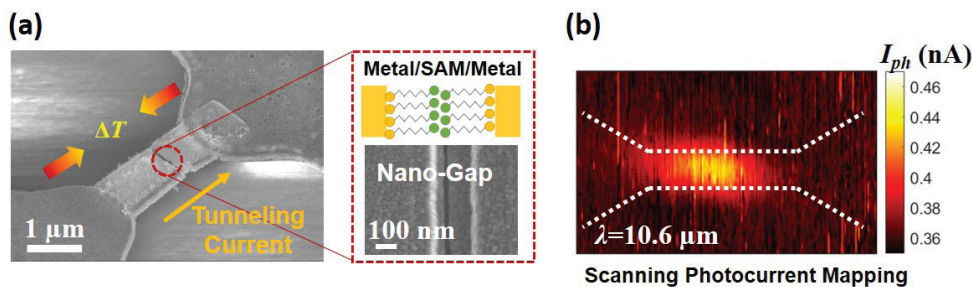 (a)
ΔT
Tunneling
Current
1 µm
Metal/SAM/Metal
Nano-Gap
100 nm
(b)
I_ph (nA)
0.46
0.44
0.42
0.40
0.38
0.36
λ=10.6 µm
Scanning Photocurrent Mapping